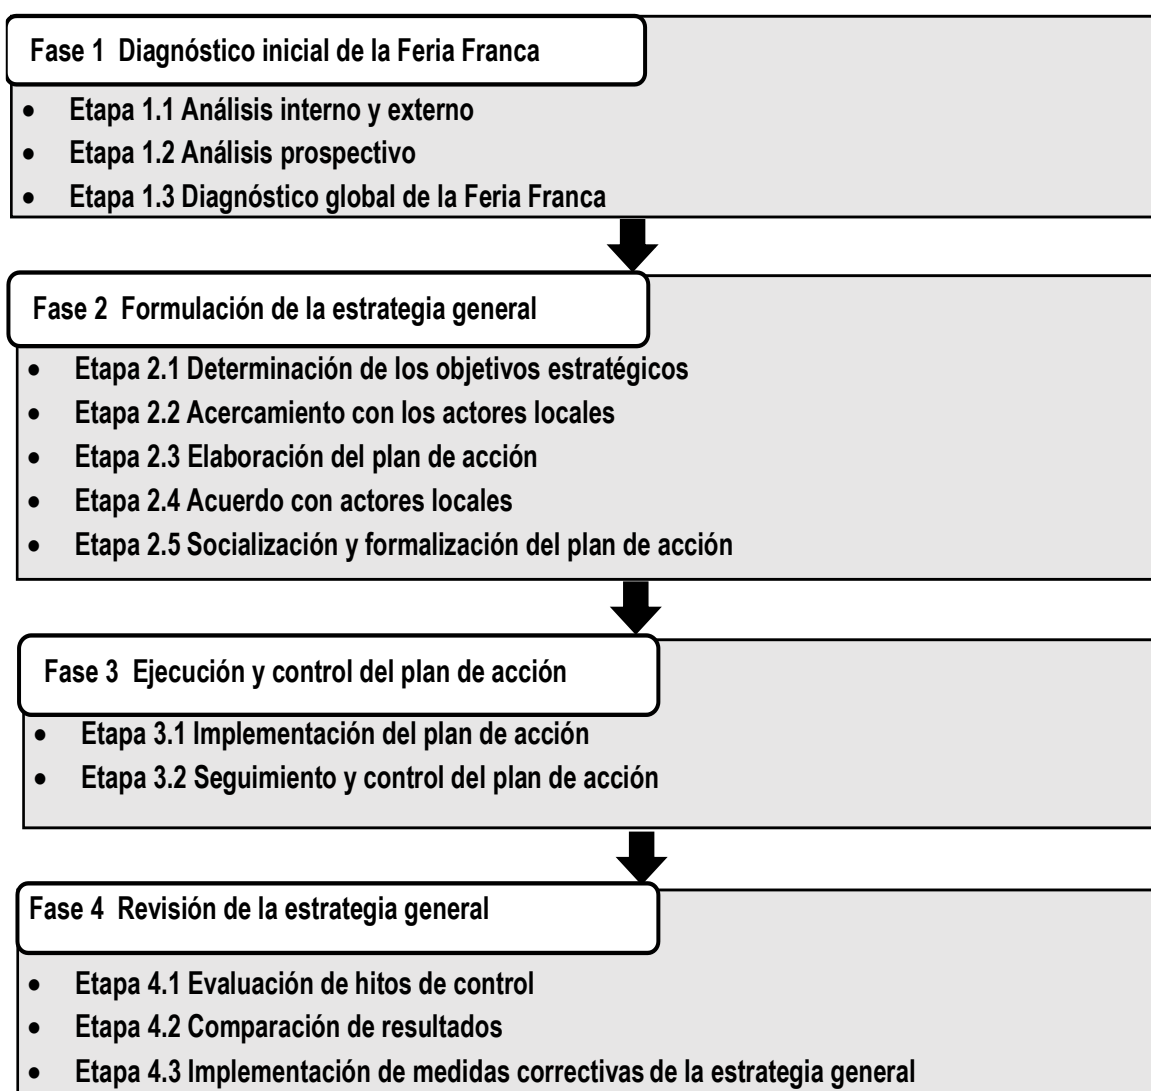 Fase 1 Diagnóstico inicial de la Feria Franca
• Etapa 1.1 Análisis interno y externo
• Etapa 1.2 Análisis prospectivo
• Etapa 1.3 Diagnóstico global de la Feria Franca
Fase 2 Formulación de la estrategia general
• Etapa 2.1 Determinación de los objetivos estratégicos
• Etapa 2.2 Acercamiento con los actores locales
• Etapa 2.3 Elaboración del plan de acción
• Etapa 2.4 Acuerdo con actores locales
• Etapa 2.5 Socialización y formalización del plan de acción
Fase 3 Ejecución y control del plan de acción
• Etapa 3.1 Implementación del plan de acción
• Etapa 3.2 Seguimiento y control del plan de acción
Fase 4 Revisión de la estrategia general
• Etapa 4.1 Evaluación de hitos de control
• Etapa 4.2 Comparación de resultados
• Etapa 4.3 Implementación de medidas correctivas de la estrategia general